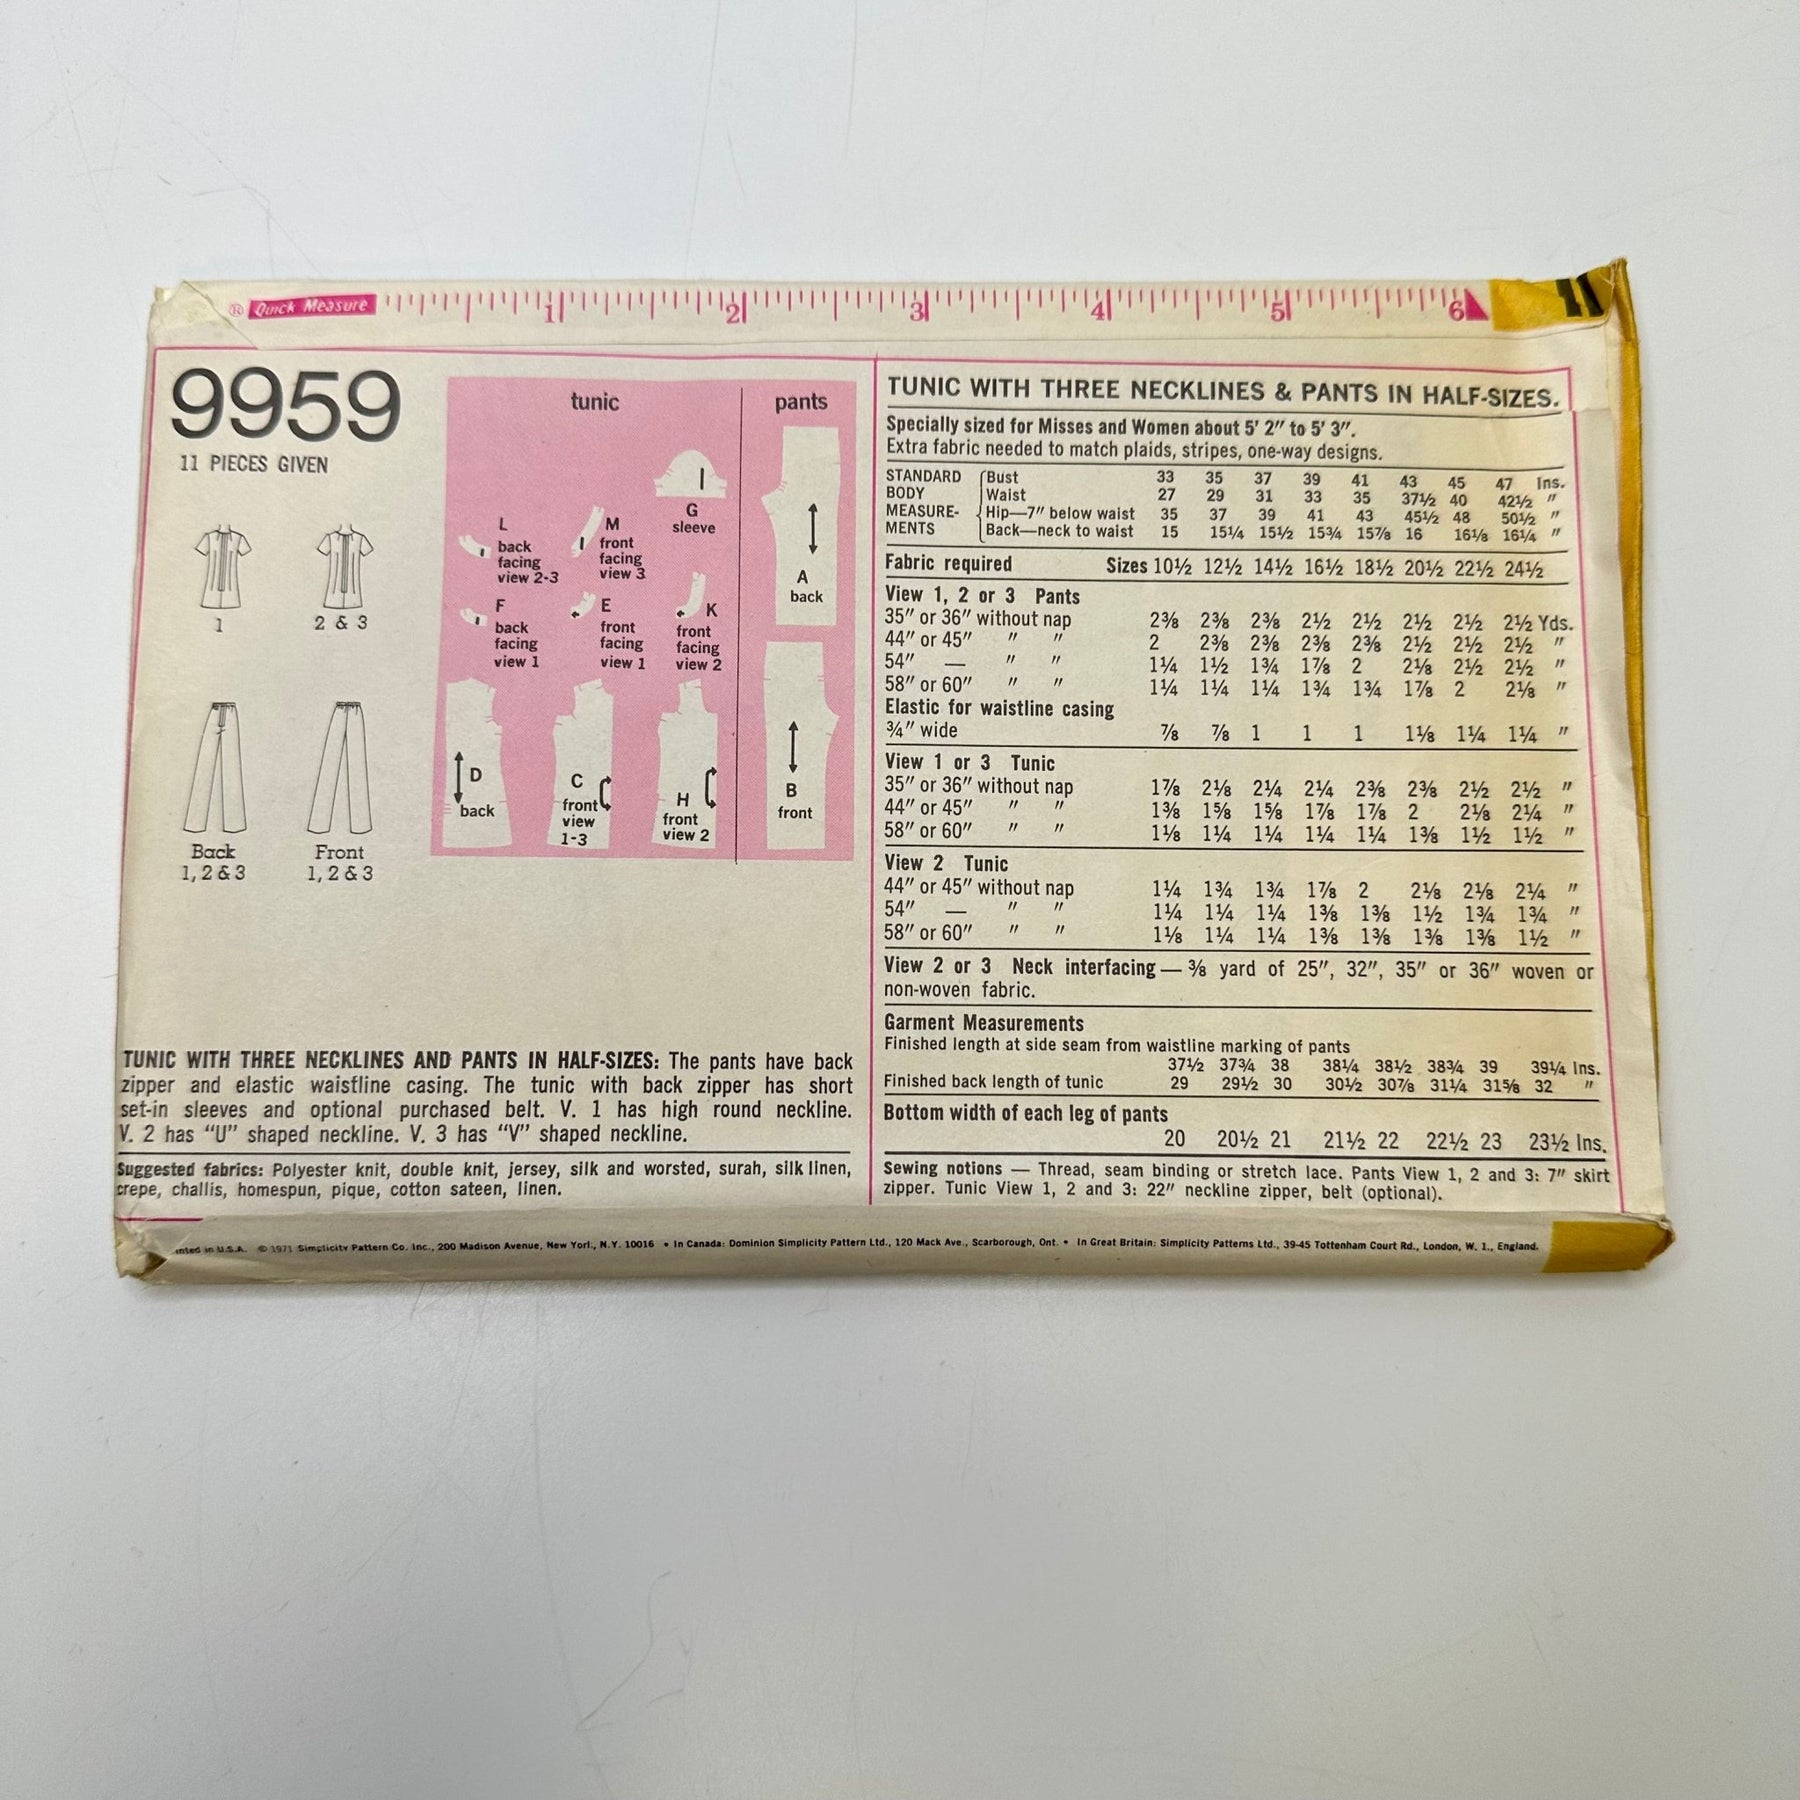 ® Quick Measure 1 2 3 4 5 6
9959
11 PIECES GIVEN
1
2 & 3
Back
1, 2 & 3
Front
1, 2 & 3
tunic
pants
G
sleeve
L
back
facing
view 2-3
M
front
facing
view 3
F
back
facing
view 1
E
front
facing
view 1
K
front
facing
view 2
A
back
D
back
C
front
view
1-3
H
front
view 2
B
front
TUNIC WITH THREE NECKLINES AND PANTS IN HALF-SIZES: The pants have back
zipper and elastic waistline casing. The tunic with back zipper has short
set-in sleeves and optional purchased belt. V. 1 has high round neckline.
V. 2 has "U" shaped neckline. V. 3 has "V" shaped neckline.
Suggested fabrics: Polyester knit, double knit, jersey, silk and worsted, surah, silk linen,
crepe, challis, homespun, pique, cotton sateen, linen.
TUNIC WITH THREE NECKLINES & PANTS IN HALF-SIZES.
Specially sized for Misses and Women about 5' 2" to 5' 3".
Extra fabric needed to match plaids, stripes, one-way designs.
STANDARD Bust 33 35 37 39 41 43 45 47 Ins.
BODY Waist 27 29 31 33 35 37½ 40 42½ "
MEASURE- Hip—7" below waist 35 37 39 41 43 45½ 48 50½ "
MENTS Back—neck to waist 15 15¼ 15½ 15¾ 15⅞ 16 16⅛ 16¼ "
Fabric required Sizes 10½ 12½ 14½ 16½ 18½ 20½ 22½ 24½
View 1, 2 or 3 Pants
35" or 36" without nap 2⅜ 2⅜ 2⅜ 2½ 2½ 2½ 2½ 2½ Yds.
44" or 45" " " 2 2⅜ 2⅜ 2⅜ 2⅜ 2½ 2½ 2½ "
54" — " " 1¼ 1½ 1¾ 1⅞ 2 2⅛ 2½ 2½ "
58" or 60" " " 1¼ 1¼ 1¼ 1¾ 1¾ 1⅞ 2 2⅛ "
Elastic for waistline casing
¾" wide ⅞ ⅞ 1 1 1 1⅛ 1¼ 1¼ "
View 1 or 3 Tunic
35" or 36" without nap 1⅞ 2⅛ 2¼ 2¼ 2⅜ 2⅜ 2½ 2½ "
44" or 45" " " 1⅜ 1⅝ 1⅝ 1⅞ 1⅞ 2 2⅛ 2¼ "
58" or 60" " " 1⅛ 1¼ 1¼ 1¼ 1¼ 1⅜ 1½ 1½ "
View 2 Tunic
44" or 45" without nap 1¼ 1¾ 1¾ 1⅞ 2 2⅛ 2⅛ 2¼ "
54" — " " 1¼ 1¼ 1¼ 1⅜ 1⅜ 1½ 1¾ 1¾ "
58" or 60" " " 1⅛ 1¼ 1¼ 1⅜ 1⅜ 1⅜ 1⅜ 1½ "
View 2 or 3 Neck interfacing — ⅜ yard of 25", 32", 35" or 36" woven or
non-woven fabric.
Garment Measurements
Finished length at side seam from waistline marking of pants
37½ 37¾ 38 38¼ 38½ 38¾ 39 39¼ Ins.
Finished back length of tunic 29 29½ 30 30½ 30⅞ 31¼ 31⅝ 32 "
Bottom width of each leg of pants
20 20½ 21 21½ 22 22½ 23 23½ Ins.
Sewing notions — Thread, seam binding or stretch lace. Pants View 1, 2 and 3: 7" skirt
zipper. Tunic View 1, 2 and 3: 22" neckline zipper, belt (optional).
inted in U.S.A. © 1971 Simplicity Pattern Co. Inc., 200 Madison Avenue, New York, N.Y. 10016 • In Canada: Dominion Simplicity Pattern Ltd., 120 Mack Ave., Scarborough, Ont. • In Great Britain: Simplicity Patterns Ltd., 39-45 Tottenham Court Rd., London, W. 1., England.